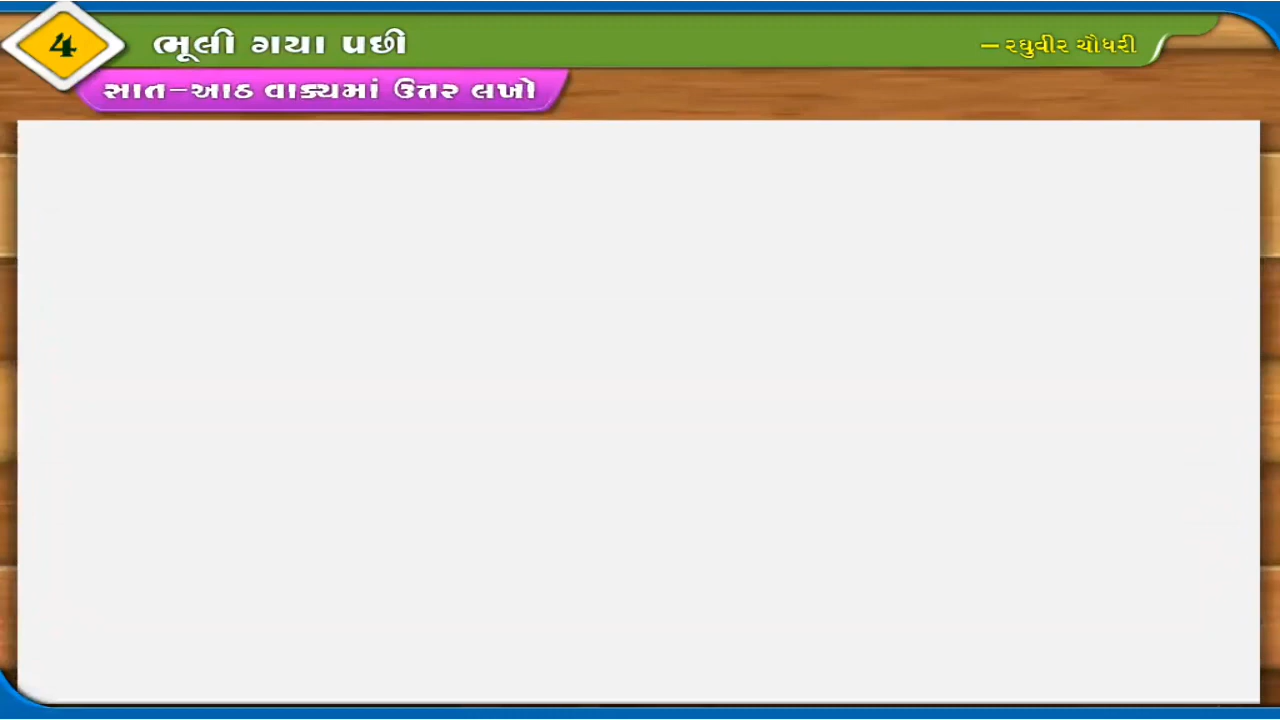 4 ભૂલી ગયા પછી – રઘુવીર ચૌધરી
સાત-આઠ વાક્યમાં ઉત્તર લખો